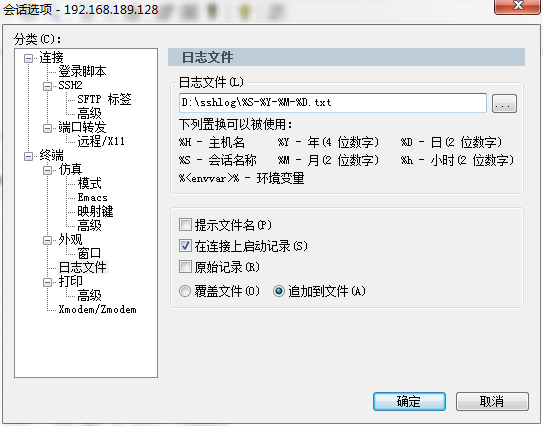 会话选项 - 192.168.189.128
分类(C):
连接
登录脚本
SSH2
SFTP 标签
高级
端口转发
远程/X11
终端
仿真
模式
Emacs
映射键
高级
外观
窗口
日志文件
打印
高级
Xmodem/Zmodem
日志文件
日志文件(L)
D:\sshlog\%S-%Y-%M-%D.txt
...
下列置换可以被使用:
%H - 主机名 %Y - 年(4 位数字) %D - 日(2 位数字)
%S - 会话名称 %M - 月(2 位数字) %h - 小时(2 位数字)
%<envvar>% - 环境变量
提示文件名(P)
在连接上启动记录(S)
原始记录(R)
覆盖文件(O) 追加到文件(A)
确定 取消